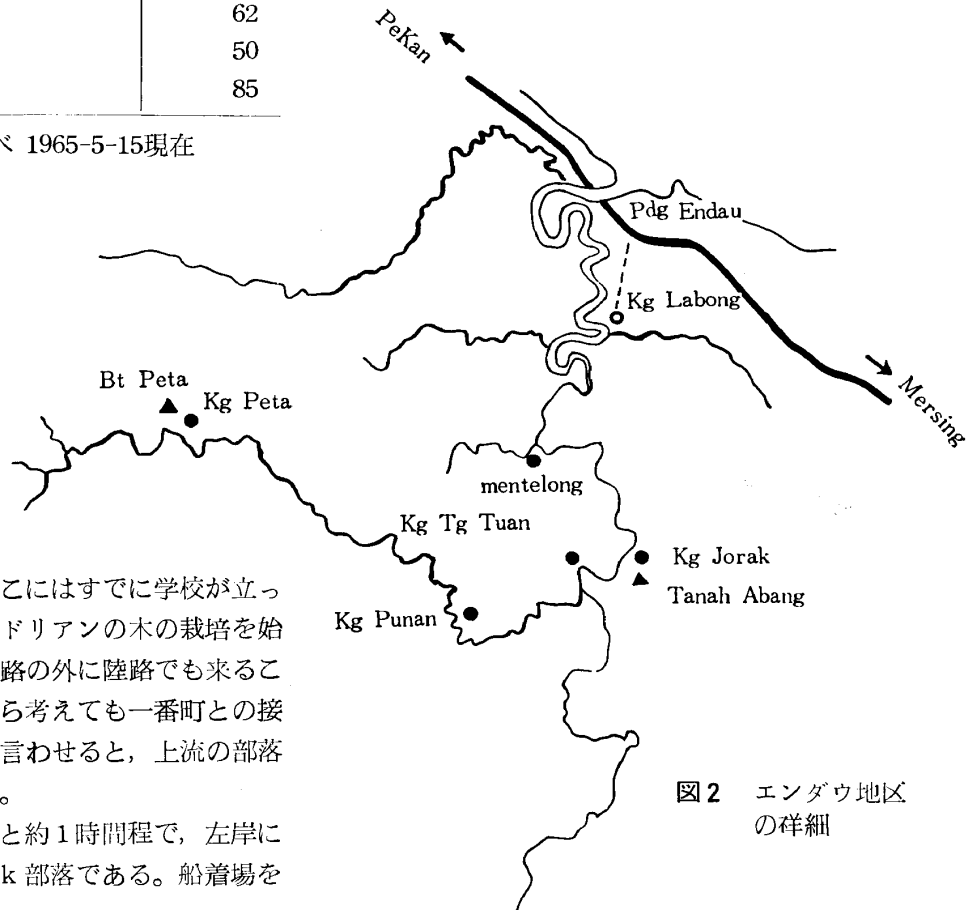 62
50
85
べ 1965-5-15現在
PeKan
Pdg Endau
Kg Labong
Mersing
Bt Peta
Kg Peta
mentelong
Kg Tg Tuan
Kg Jorak
Tanah Abang
Kg Punan
こにはすでに学校が立っ
ドリアンの木の栽培を始
路の外に陸路でも来るこ
ら考えても一番町との接
言わせると，上流の部落
。
と約1時間程で，左岸に
k 部落である。船着場を
図2 エンダウ地区
の祥細